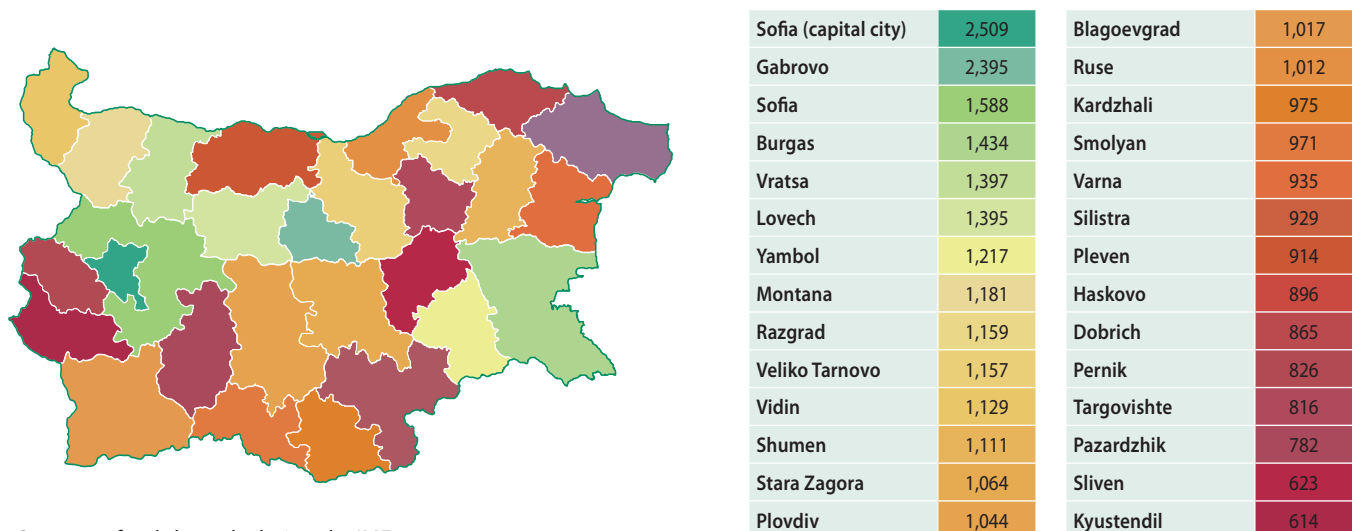 Sofia (capital city) 2,509
Gabrovo 2,395
Sofia 1,588
Burgas 1,434
Vratsa 1,397
Lovech 1,395
Yambol 1,217
Montana 1,181
Razgrad 1,159
Veliko Tarnovo 1,157
Vidin 1,129
Shumen 1,111
Stara Zagora 1,064
Plovdiv 1,044
Blagoevgrad 1,017
Ruse 1,012
Kardzhali 975
Smolyan 971
Varna 935
Silistra 929
Pleven 914
Haskovo 896
Dobrich 865
Pernik 826
Targovishte 816
Pazardzhik 782
Sliven 623
Kyustendil 614